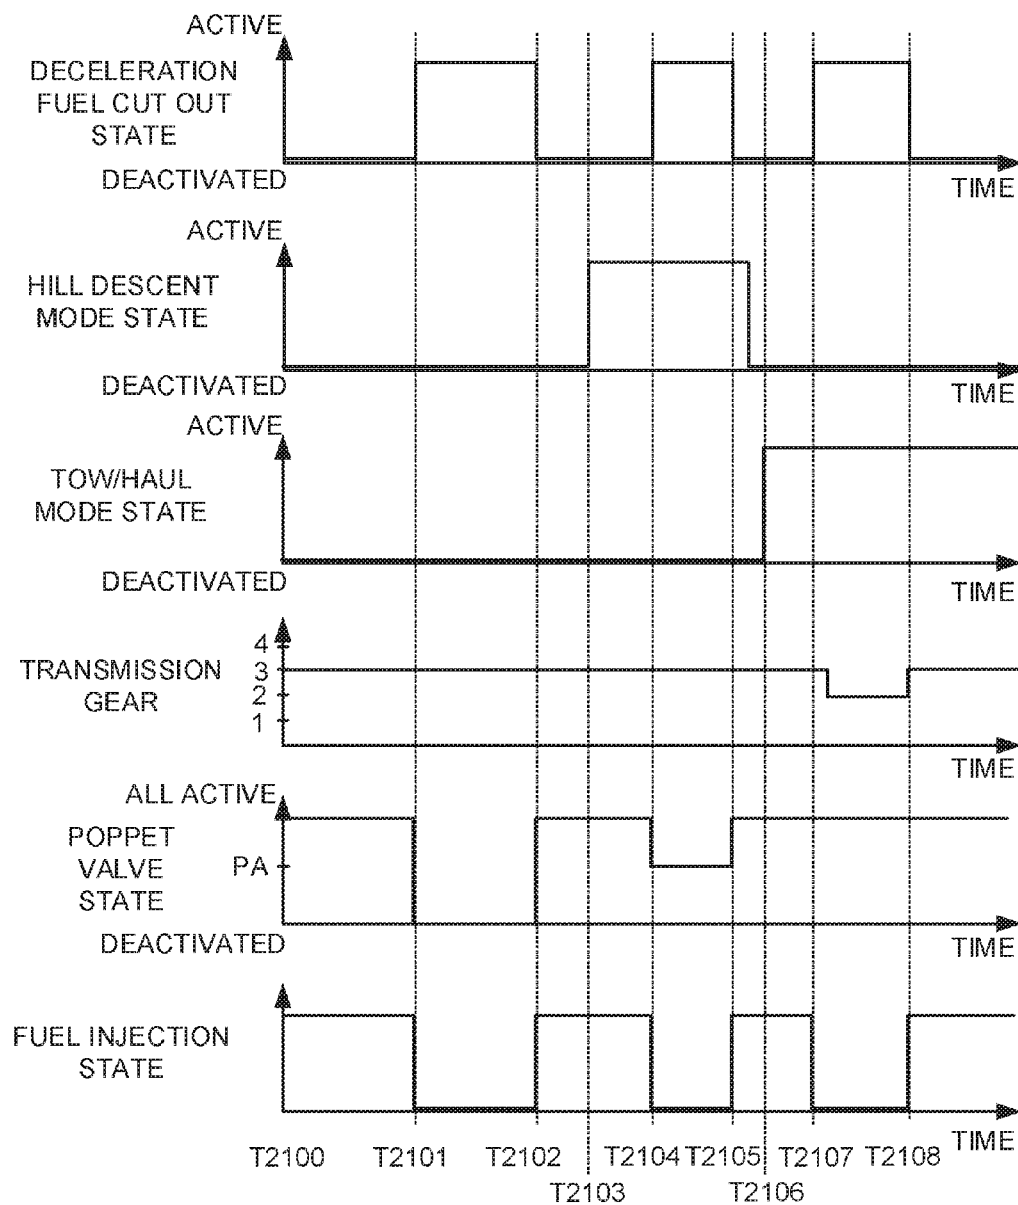 ACTIVE
DECELERATION
FUEL CUT OUT
STATE
DEACTIVATED
TIME
ACTIVE
HILL DESCENT
MODE STATE
DEACTIVATED
TIME
ACTIVE
TOW/HAUL
MODE STATE
DEACTIVATED
TIME
4
TRANSMISSION
3
GEAR
2
1
TIME
ALL ACTIVE
POPPET
VALVE
PA
STATE
DEACTIVATED
TIME
FUEL INJECTION
STATE
TIME
T2100 T2101 T2102 T2104 T2105 T2107 T2108
T2103 T2106